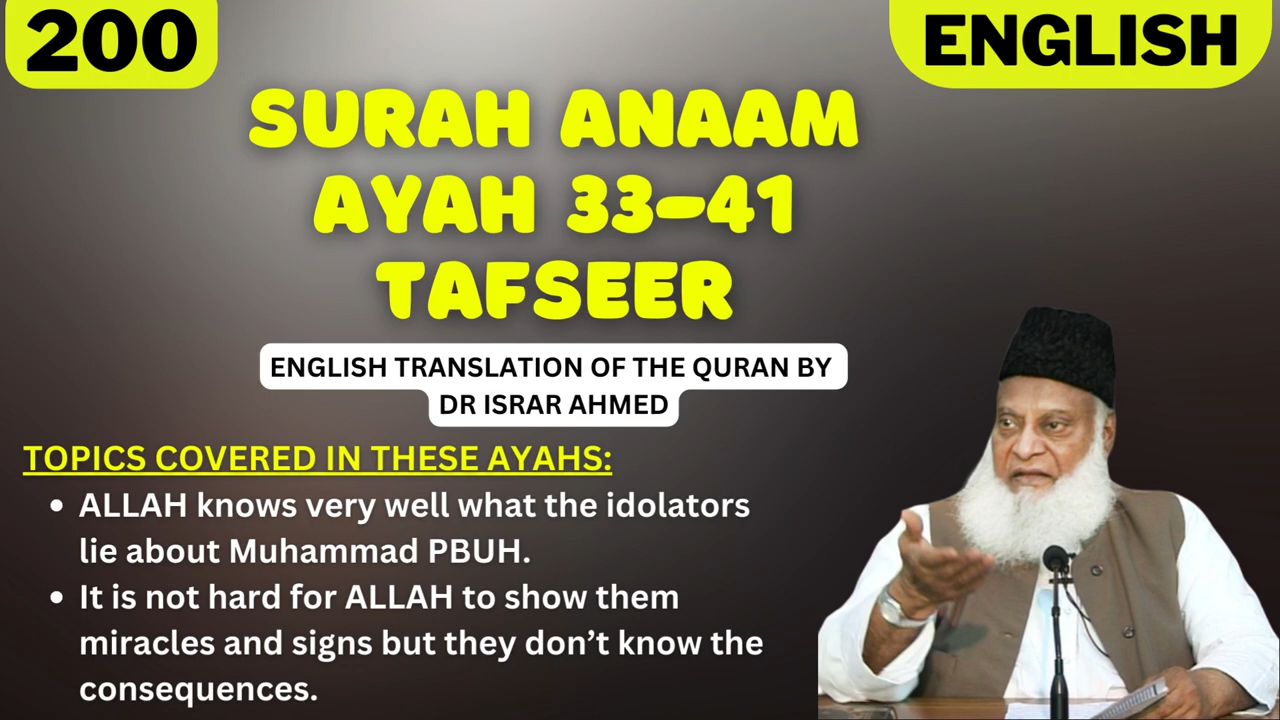 200
ENGLISH
SURAH ANAAM
AYAH 33-41
TAFSEER
ENGLISH TRANSLATION OF THE QURAN BY
DR ISRAR AHMED
TOPICS COVERED IN THESE AYAHS:
• ALLAH knows very well what the idolators
lie about Muhammad PBUH.
• It is not hard for ALLAH to show them
miracles and signs but they don’t know the
consequences.